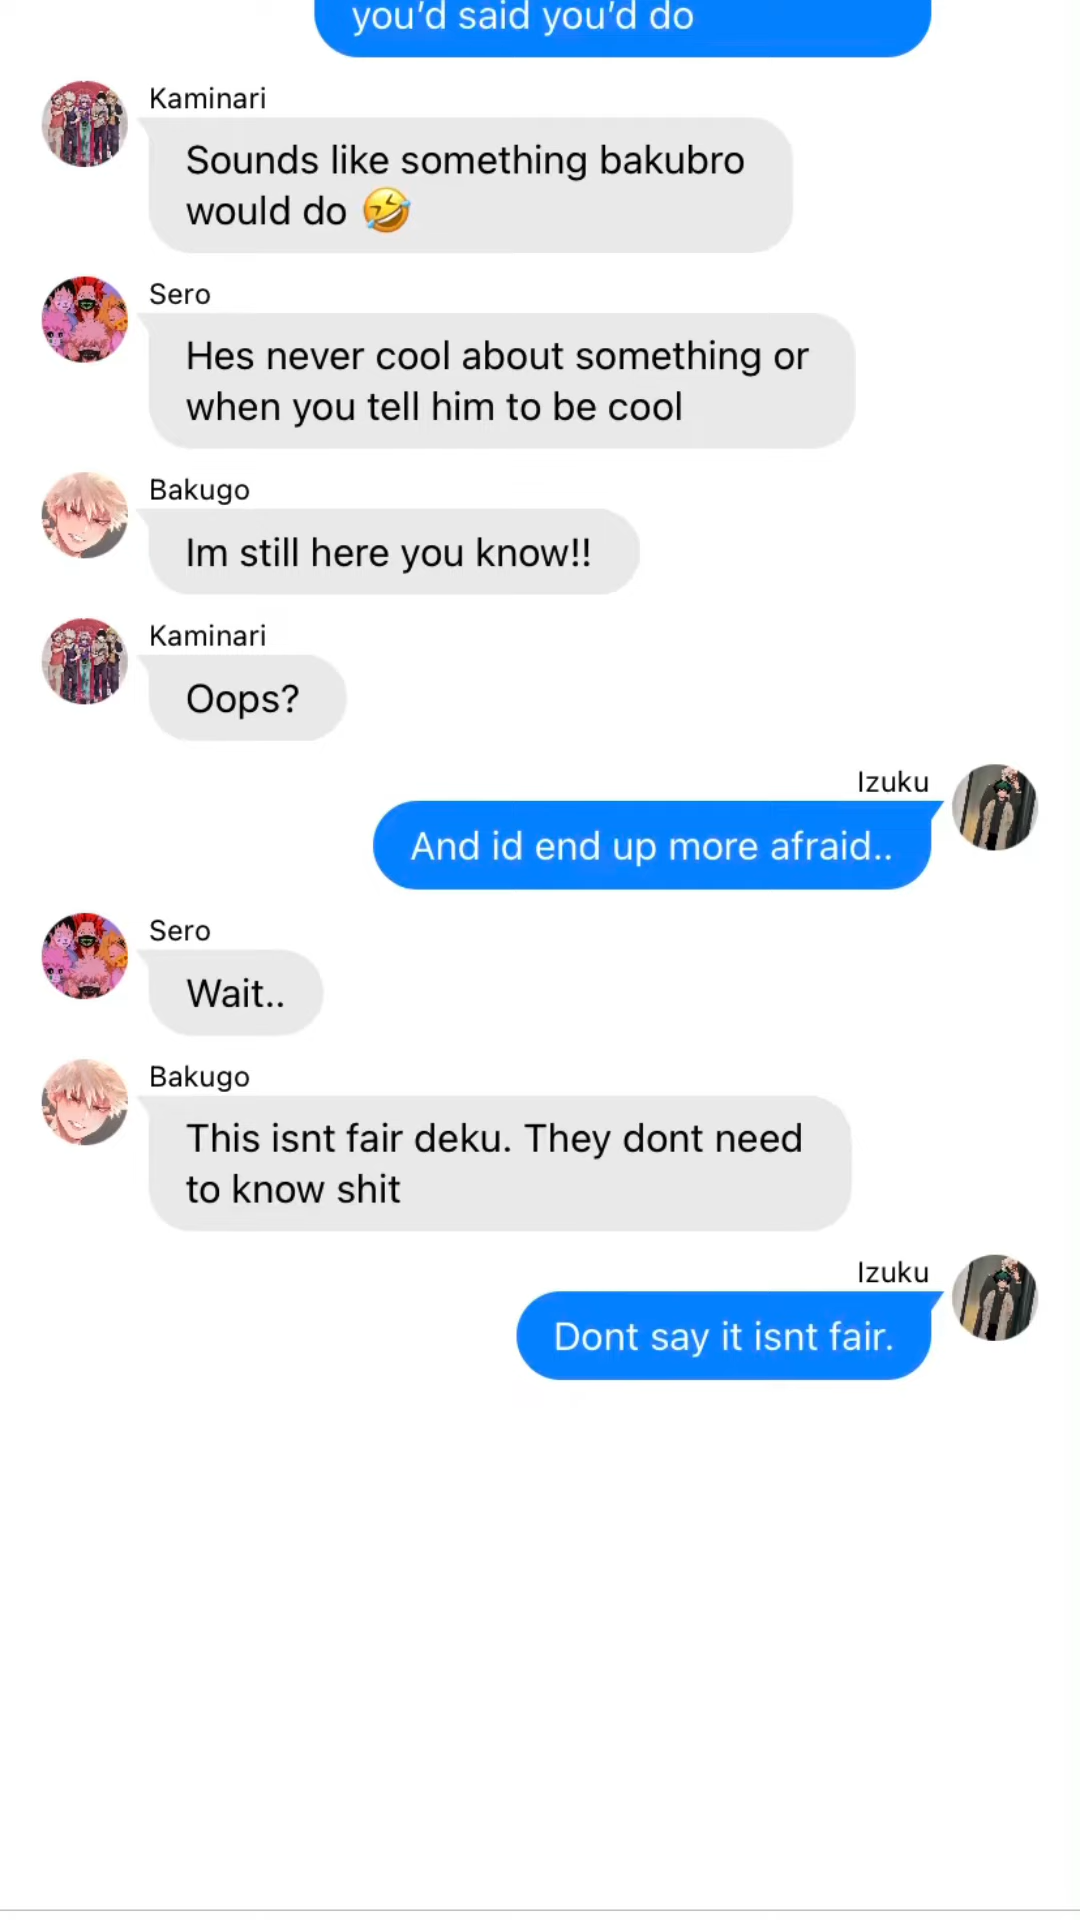 you'd said you'd do
Kaminari
Sounds like something bakubro
would do 🤣
Sero
Hes never cool about something or
when you tell him to be cool
Bakugo
Im still here you know!!
Kaminari
Oops?
Izuku
And id end up more afraid..
Sero
Wait..
Bakugo
This isnt fair deku. They dont need
to know shit
Izuku
Dont say it isnt fair.